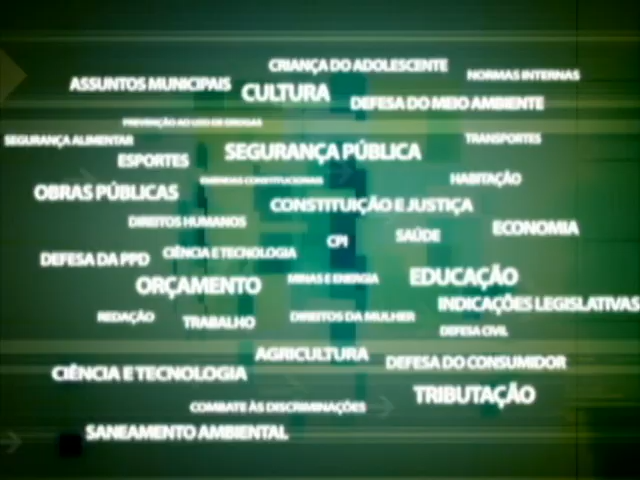 CRIANÇA DO ADOLESCENTE
NORMAS INTERNAS
ASSUNTOS MUNICIPAIS
CULTURA
DEFESA DO MEIO AMBIENTE
PREVENÇÃO AO USO DE DROGAS
SEGURANÇA ALIMENTAR
TRANSPORTES
ESPORTES
SEGURANÇA PÚBLICA
EMENDAS CONSTITUCIONAIS
HABITAÇÃO
OBRAS PÚBLICAS
CONSTITUIÇÃO E JUSTIÇA
DIREITOS HUMANOS
ECONOMIA
CPI
SAÚDE
DEFESA DA PPD
CIÊNCIA E TECNOLOGIA
ORÇAMENTO
MINAS E ENERGIA
EDUCAÇÃO
INDICAÇÕES LEGISLATIVAS
REDAÇÃO
TRABALHO
DIREITOS DA MULHER
DEFESA CIVIL
AGRICULTURA
DEFESA DO CONSUMIDOR
CIÊNCIA E TECNOLOGIA
TRIBUTAÇÃO
COMBATE ÀS DISCRIMINAÇÕES
SANEAMENTO AMBIENTAL